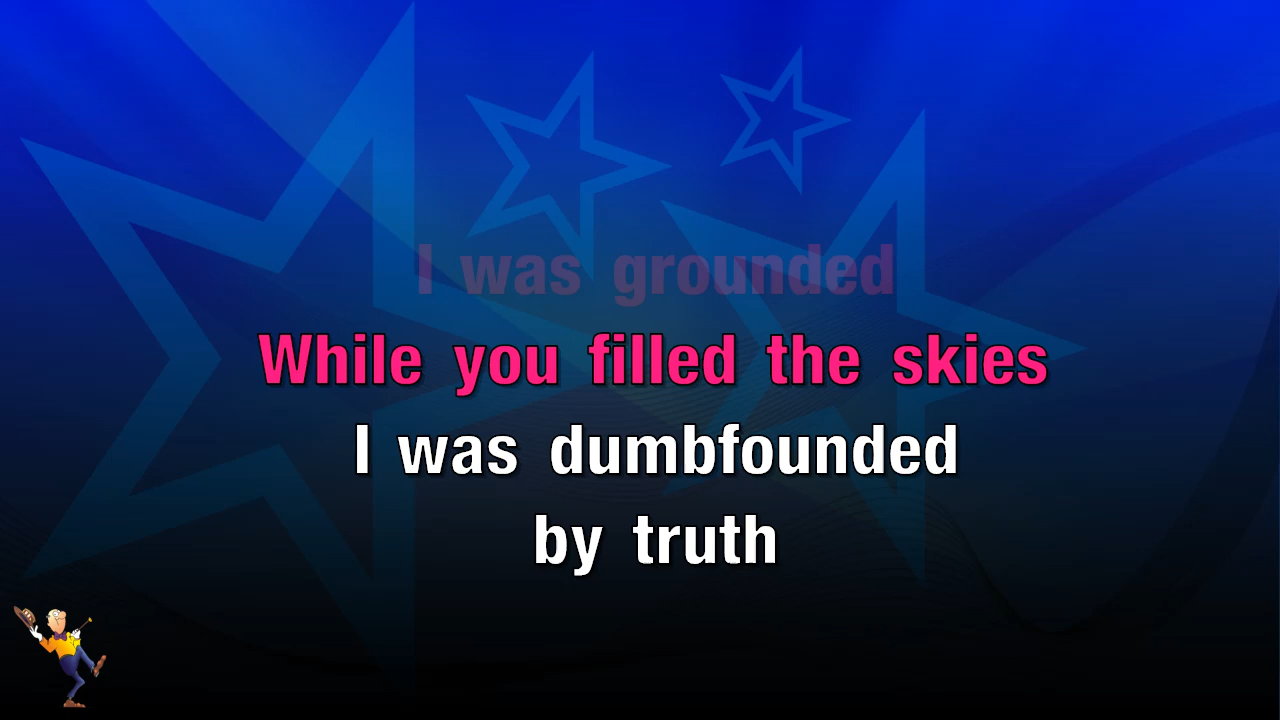 I was grounded
While you filled the skies
I was dumbfounded
by truth